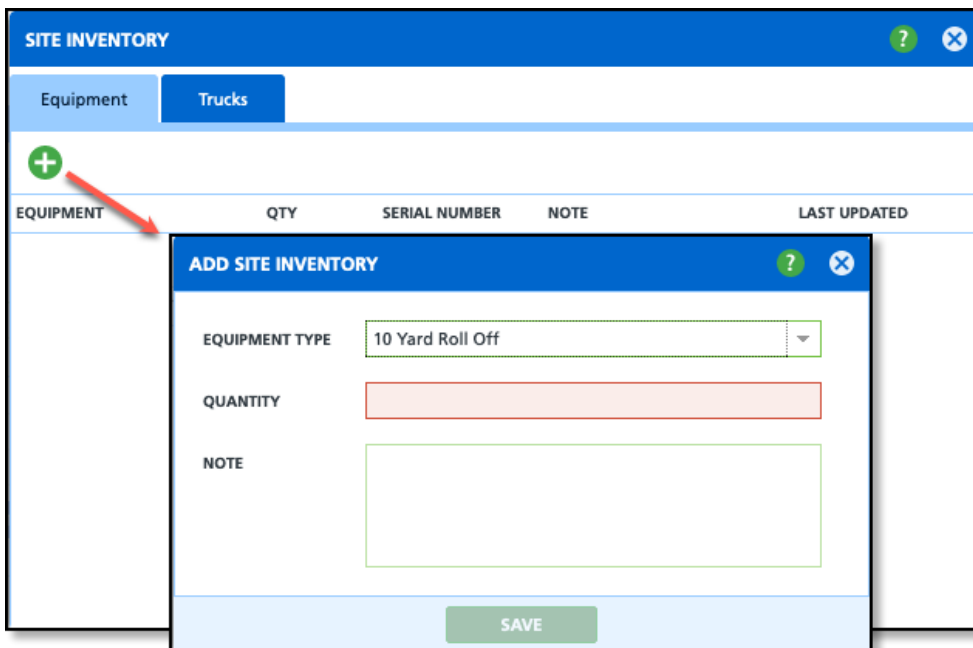 SITE INVENTORY ?
Equipment Trucks
EQUIPMENT QTY SERIAL NUMBER NOTE LAST UPDATED
ADD SITE INVENTORY ?
EQUIPMENT TYPE 10 Yard Roll Off
QUANTITY
NOTE
SAVE